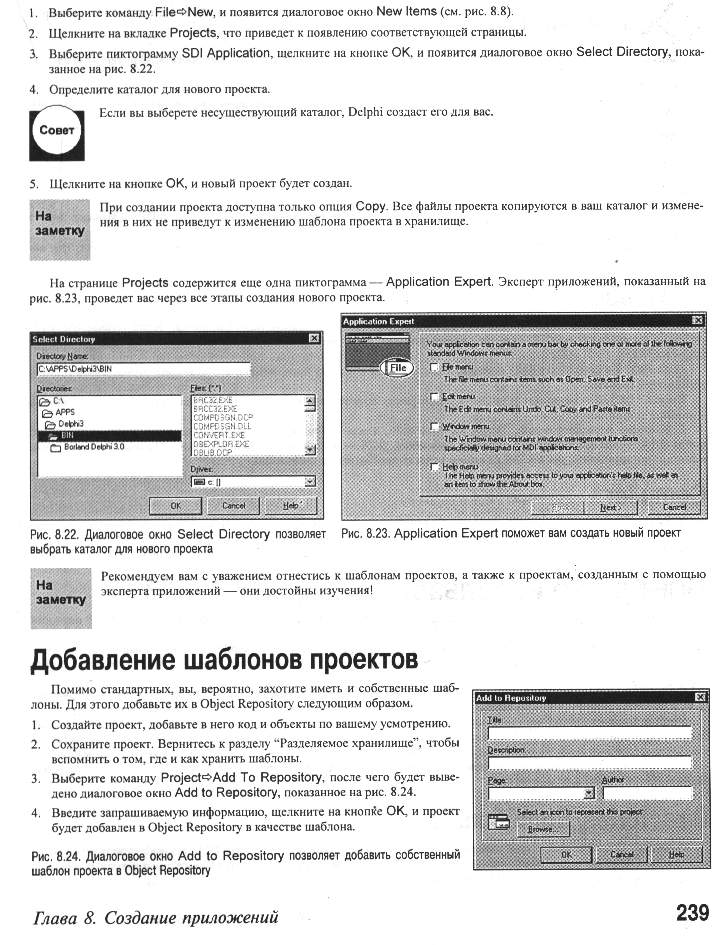 1. Выберите команду File⇨New, и появится диалоговое окно New Items (см. рис. 8.8).
2. Щелкните на вкладке Projects, что приведет к появлению соответствующей страницы.
3. Выберите пиктограмму SDI Application, щелкните на кнопке OK, и появится диалоговое окно Select Directory, пока-
занное на рис. 8.22.
4. Определите каталог для нового проекта.
Совет
Если вы выберете несуществующий каталог, Delphi создаст его для вас.
5. Щелкните на кнопке OK, и новый проект будет создан.
На
заметку
При создании проекта доступна только опция Copy. Все файлы проекта копируются в ваш каталог и измене-
ния в них не приведут к изменению шаблона проекта в хранилище.
На странице Projects содержится еще одна пиктограмма — Application Expert. Эксперт приложений, показанный на
рис. 8.23, проведет вас через все этапы создания нового проекта.
Select Directory
Directory Name:
C:\APPS\Delphi3\BIN
Directories:
Files: (*.*)
C:\
APPS
Delphi3
BIN
Borland Delphi 3.0
BRC32.EXE
BRCC32.EXE
COMPDSGN.DCP
COMPDSGN.DLL
CONVERT.EXE
DBEXPLOR.EXE
DBLIB.DCP
Drives:
c: []
OK
Cancel
Help
Application Expert
File
Your application can contain a menu bar by checking one or more of the following
standard Windows menus:
File menu
The file menu contains items such as Open, Save and Exit.
Edit menu
The Edit menu contains Undo, Cut, Copy and Paste items
Window menu
The Window menu contains window management functions
specifically designed for MDI applications.
Help menu
The Help menu provides access to your application's help file, as well as
an item to show the About box.
Next
Cancel
Рис. 8.22. Диалоговое окно Select Directory позволяет
выбрать каталог для нового проекта
Рис. 8.23. Application Expert поможет вам создать новый проект
На
заметку
Рекомендуем вам с уважением отнестись к шаблонам проектов, а также к проектам, созданным с помощью
эксперта приложений — они достойны изучения!
Добавление шаблонов проектов
Помимо стандартных, вы, вероятно, захотите иметь и собственные шаб-
лоны. Для этого добавьте их в Object Repository следующим образом.
1. Создайте проект, добавьте в него код и объекты по вашему усмотрению.
2. Сохраните проект. Вернитесь к разделу “Разделяемое хранилище”, чтобы
вспомнить о том, где и как хранить шаблоны.
3. Выберите команду Project⇨Add To Repository, после чего будет выве-
дено диалоговое окно Add to Repository, показанное на рис. 8.24.
4. Введите запрашиваемую информацию, щелкните на кнопке OK, и проект
будет добавлен в Object Repository в качестве шаблона.
Рис. 8.24. Диалоговое окно Add to Repository позволяет добавить собственный
шаблон проекта в Object Repository
Add to Repository
Title
Description
Page
Author
Select an icon to represent this project
Browse...
OK
Cancel
Help
Глава 8. Создание приложений
239